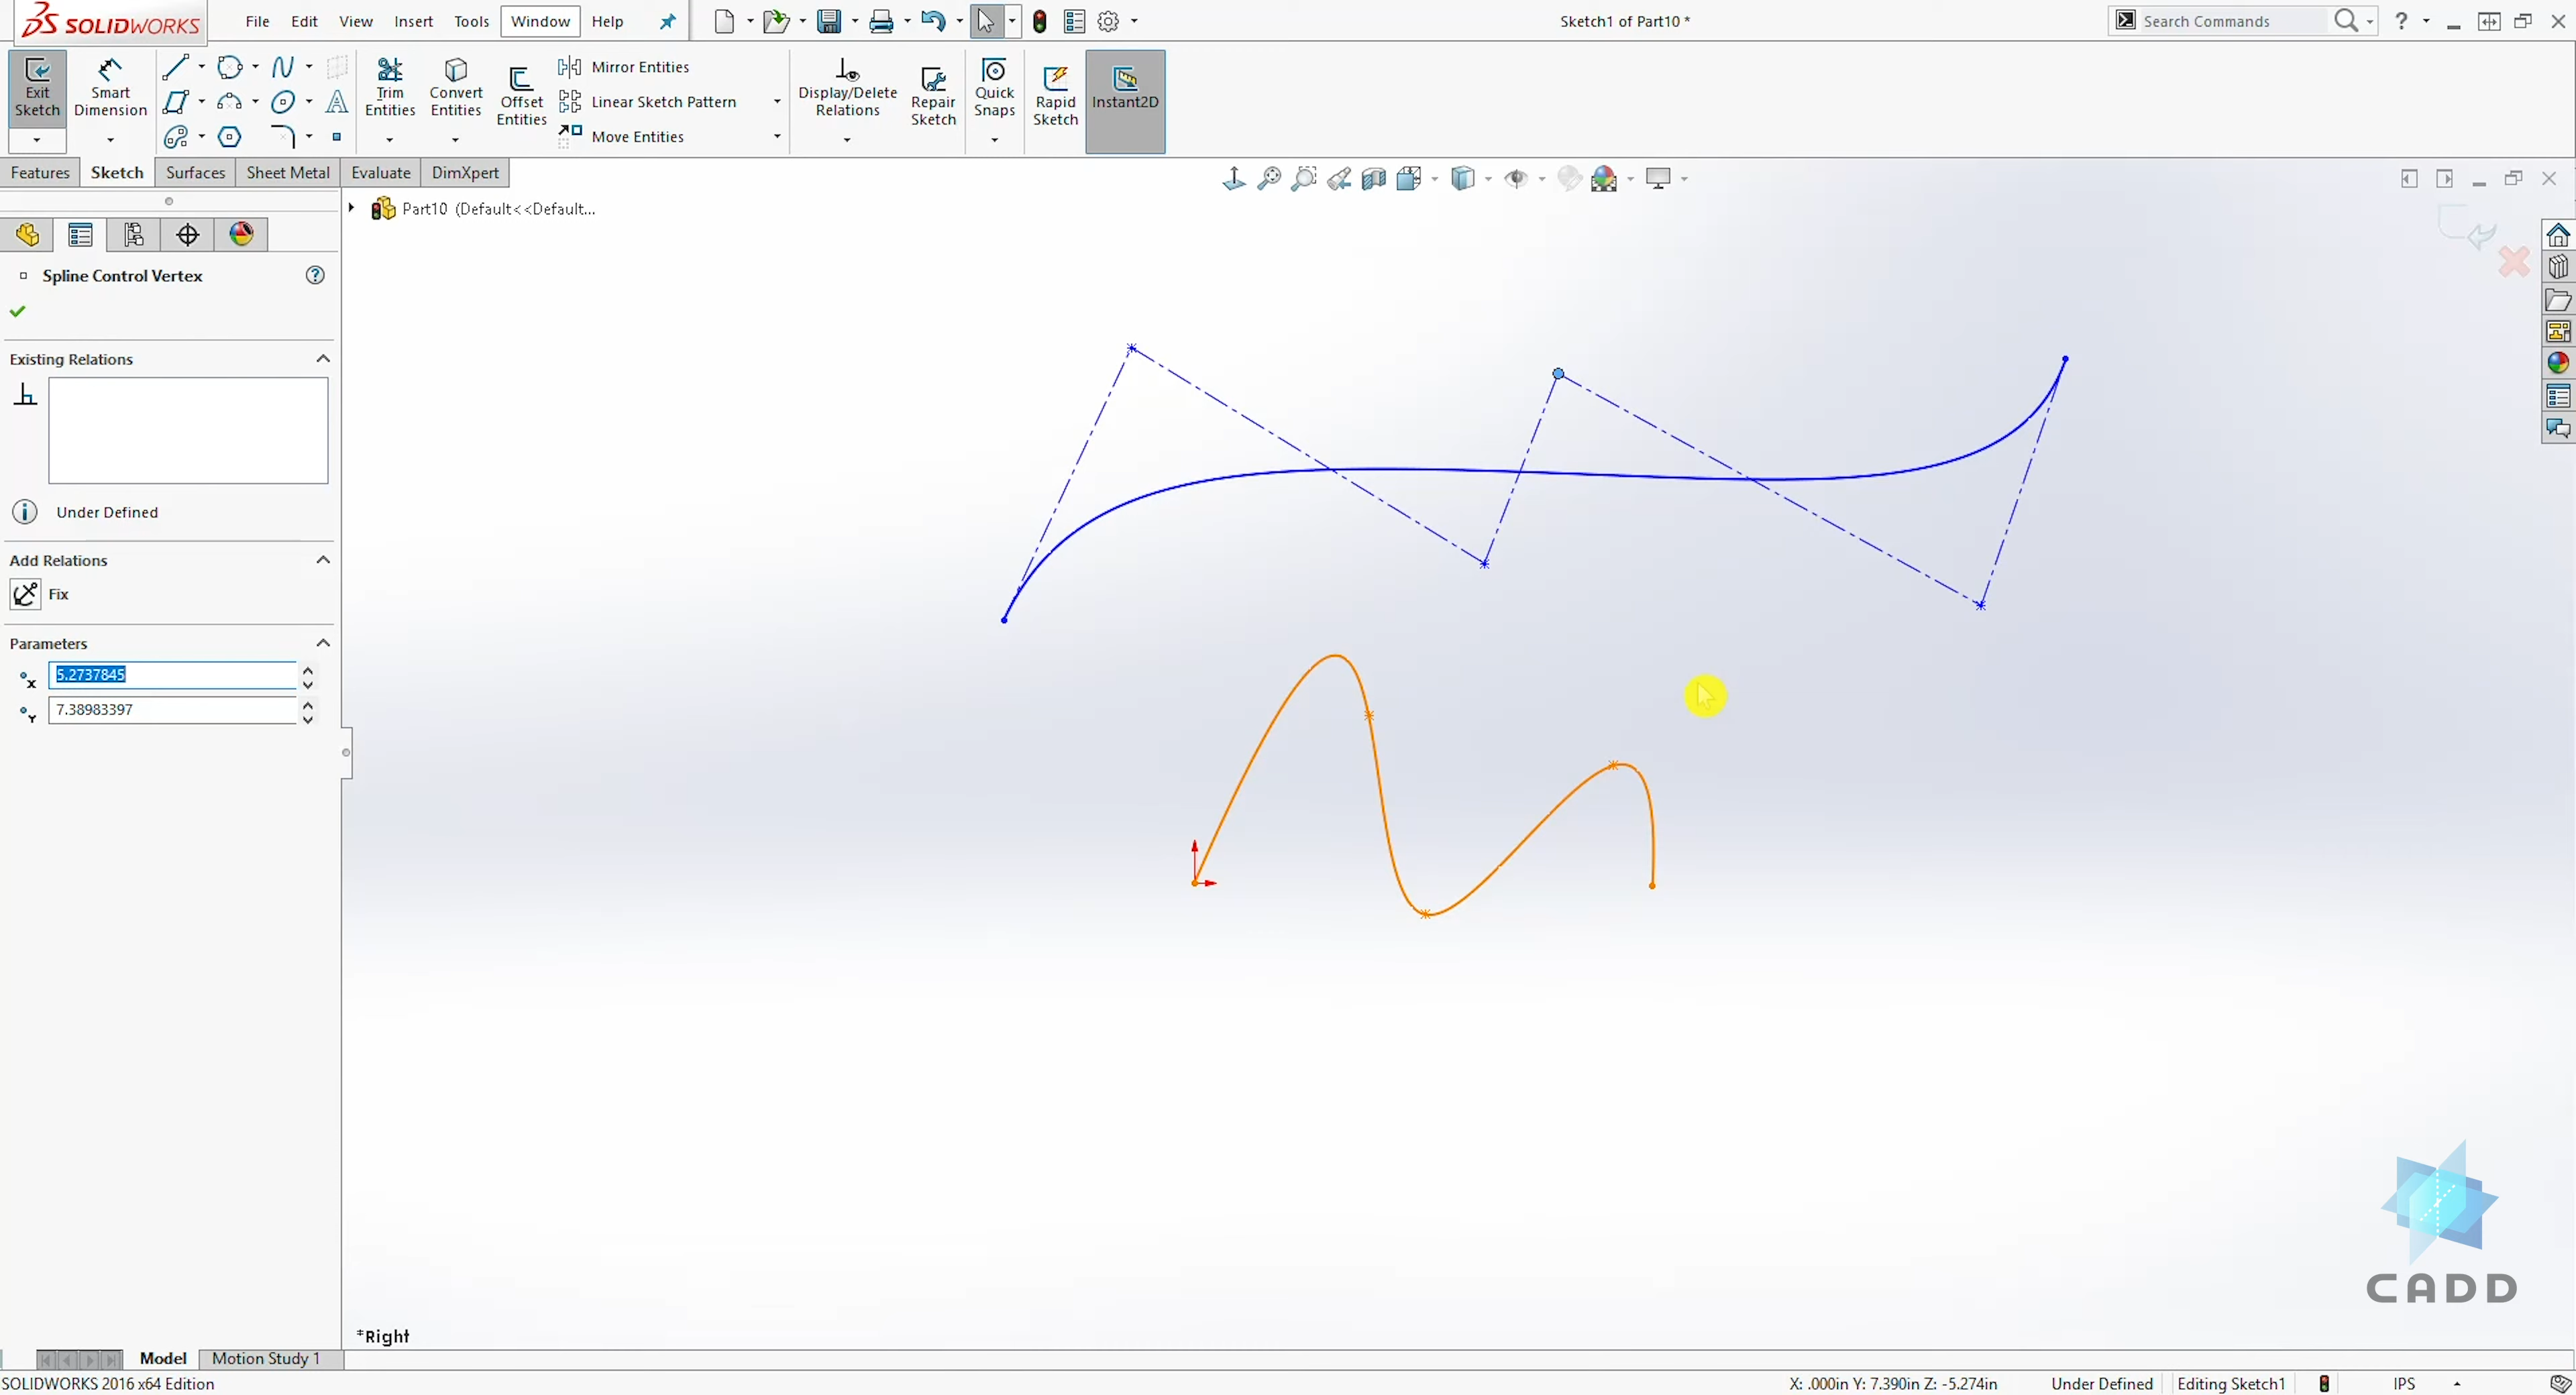 SOLIDWORKS
File Edit View Insert Tools Window Help
Sketch1 of Part10 *
Search Commands
Exit Sketch
Smart Dimension
Trim Entities
Convert Entities
Offset Entities
Mirror Entities
Linear Sketch Pattern
Move Entities
Display/Delete Relations
Repair Sketch
Quick Snaps
Rapid Sketch
Instant2D
Features Sketch Surfaces Sheet Metal Evaluate DimXpert
Part10 (Default<<Default...
Spline Control Vertex
Existing Relations
Under Defined
Add Relations
Fix
Parameters
X 5.2737845
Y 7.38983397
CADD
*Right
Model Motion Study 1
SOLIDWORKS 2016 x64 Edition
X: .000in Y: 7.390in Z: -5.274in Under Defined Editing Sketch1 IPS